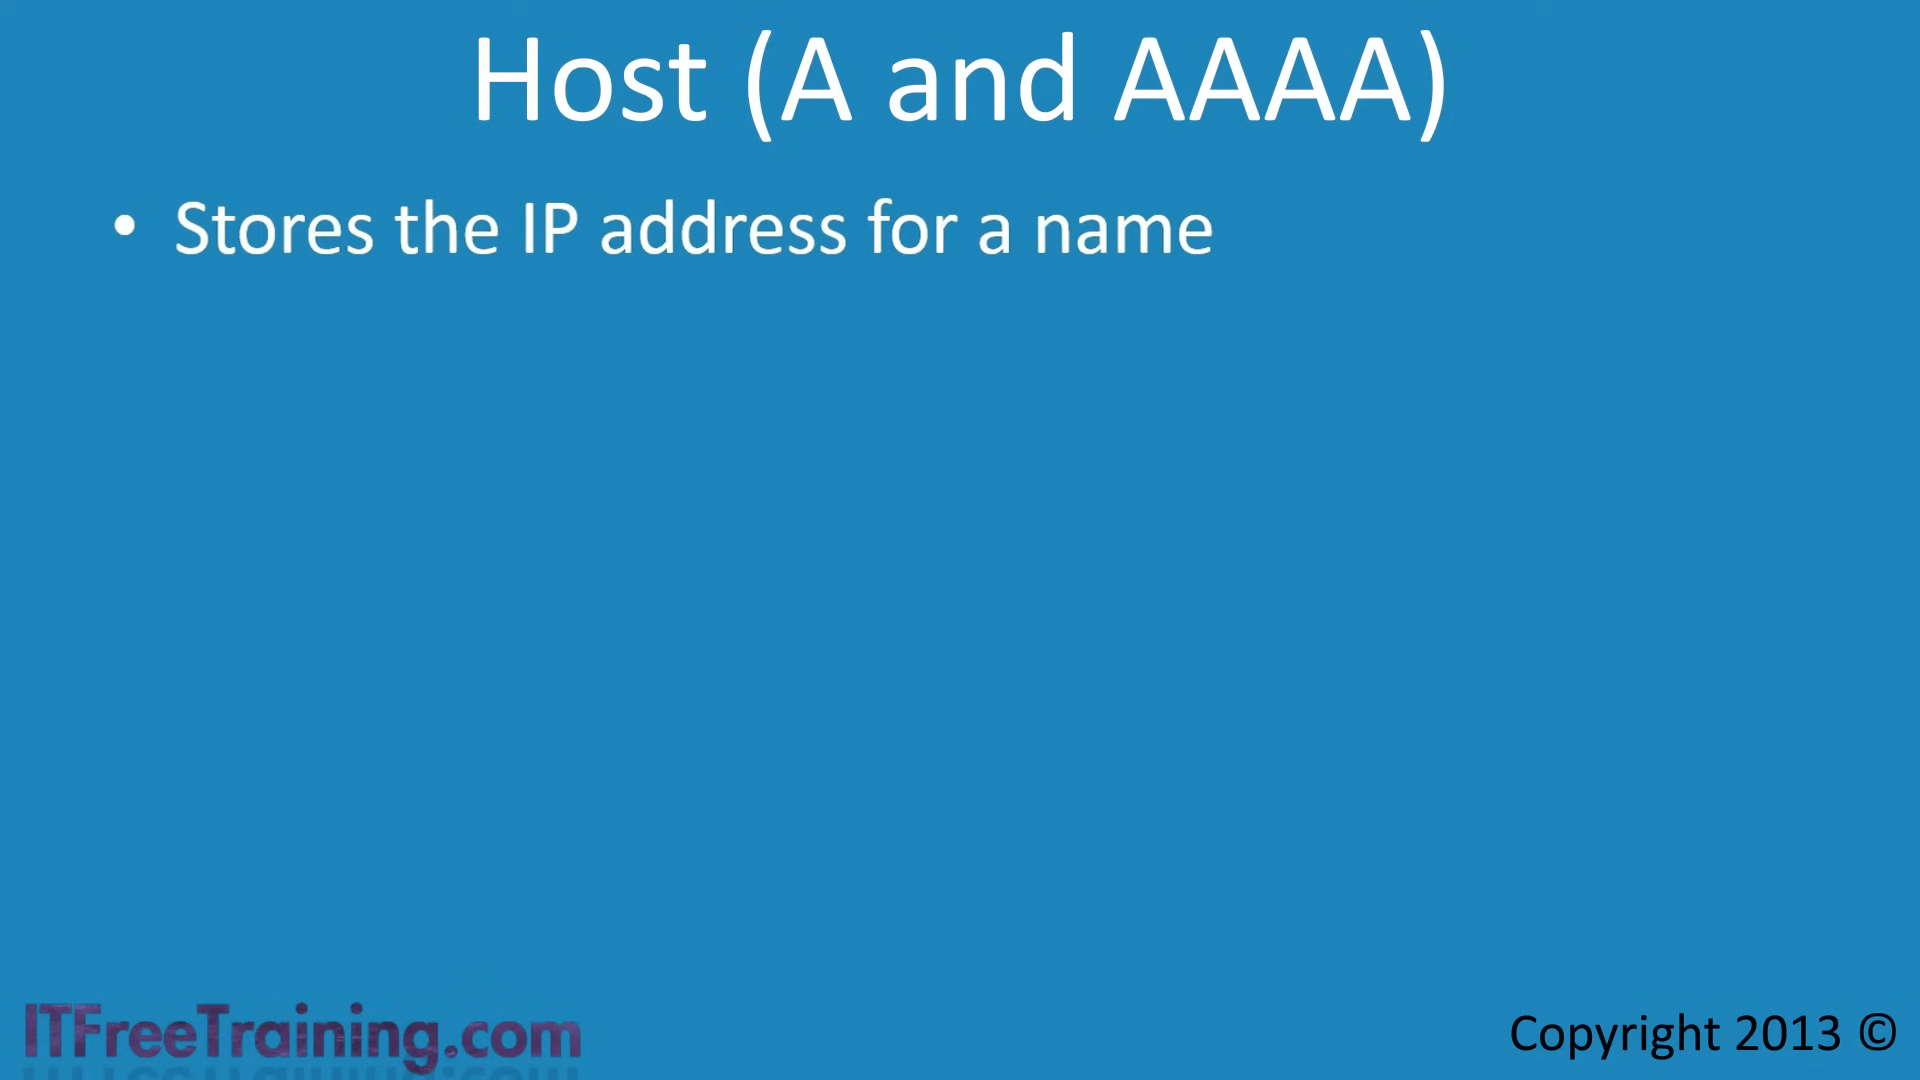 Host (A and AAAA)
• Stores the IP address for a name
ITFreeTraining.com
Copyright 2013 ©